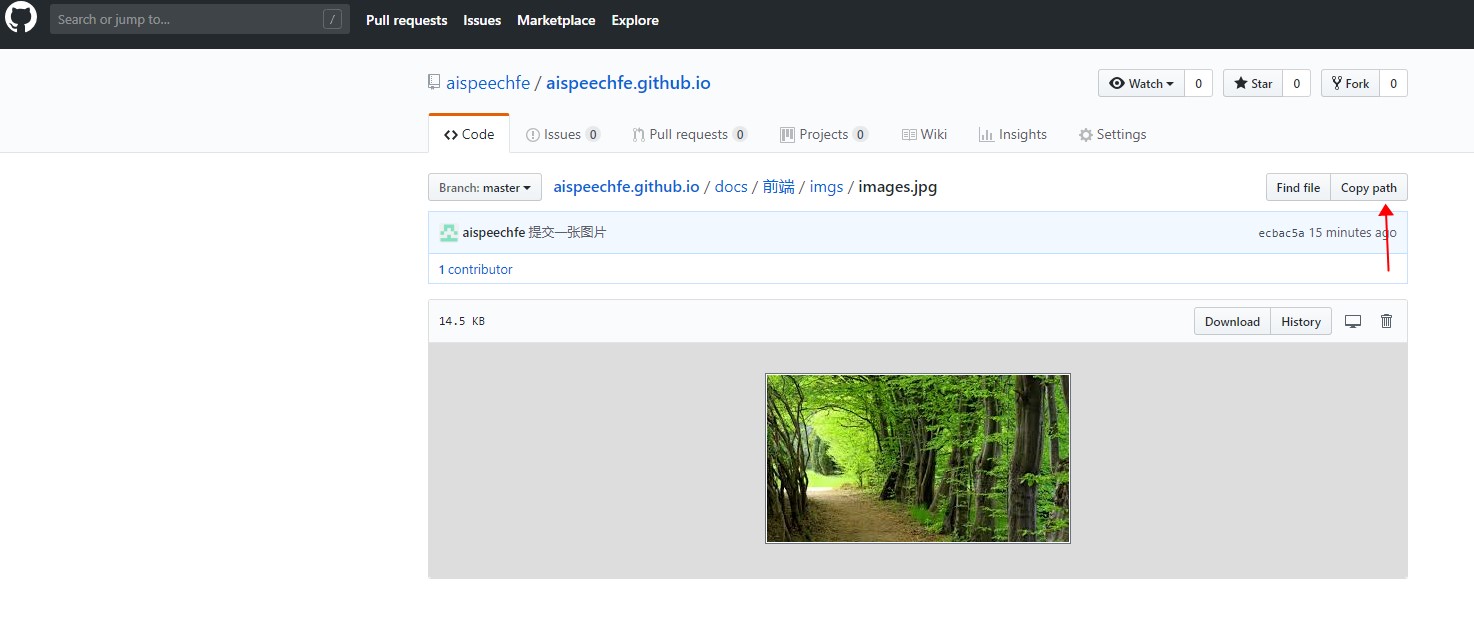 Search or jump to... / Pull requests Issues Marketplace Explore
aispeechfe / aispeechfe.github.io Watch 0 Star 0 Fork 0
Code Issues 0 Pull requests 0 Projects 0 Wiki Insights Settings
Branch: master aispeechfe.github.io / docs / 前端 / imgs / images.jpg Find file Copy path
aispeechfe 提交一张图片 ecbac5a 15 minutes ago
1 contributor
14.5 KB Download History